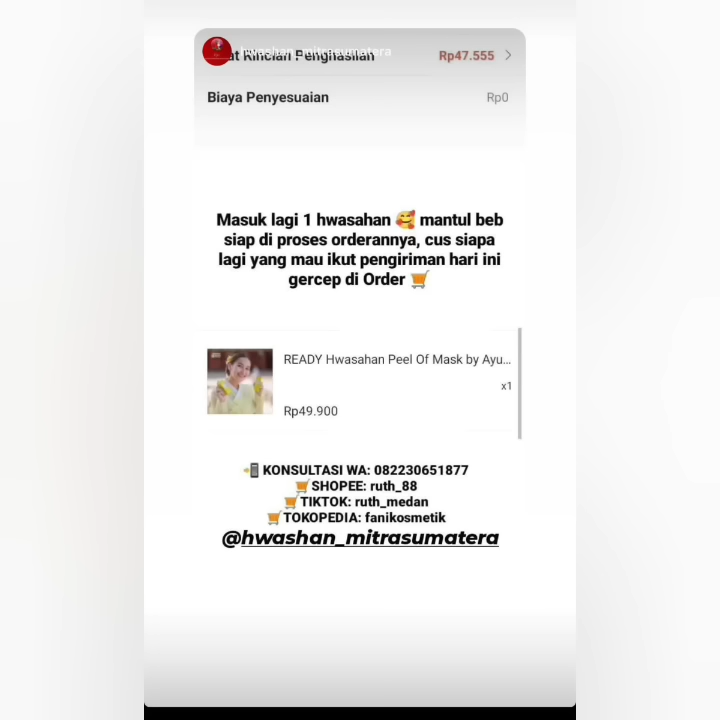 hwashan_mitrasumatera
at Rincian Penghasilan Rp47.555
Biaya Penyesuaian Rp0
Masuk lagi 1 hwasahan 🥰 mantul beb
siap di proses orderannya, cus siapa
lagi yang mau ikut pengiriman hari ini
gercep di Order 🛒
READY Hwasahan Peel Of Mask by Ayu...
x1
Rp49.900
📲 KONSULTASI WA: 082230651877
🛒SHOPEE: ruth_88
🛒TIKTOK: ruth_medan
🛒TOKOPEDIA: fanikosmetik
@hwashan_mitrasumatera